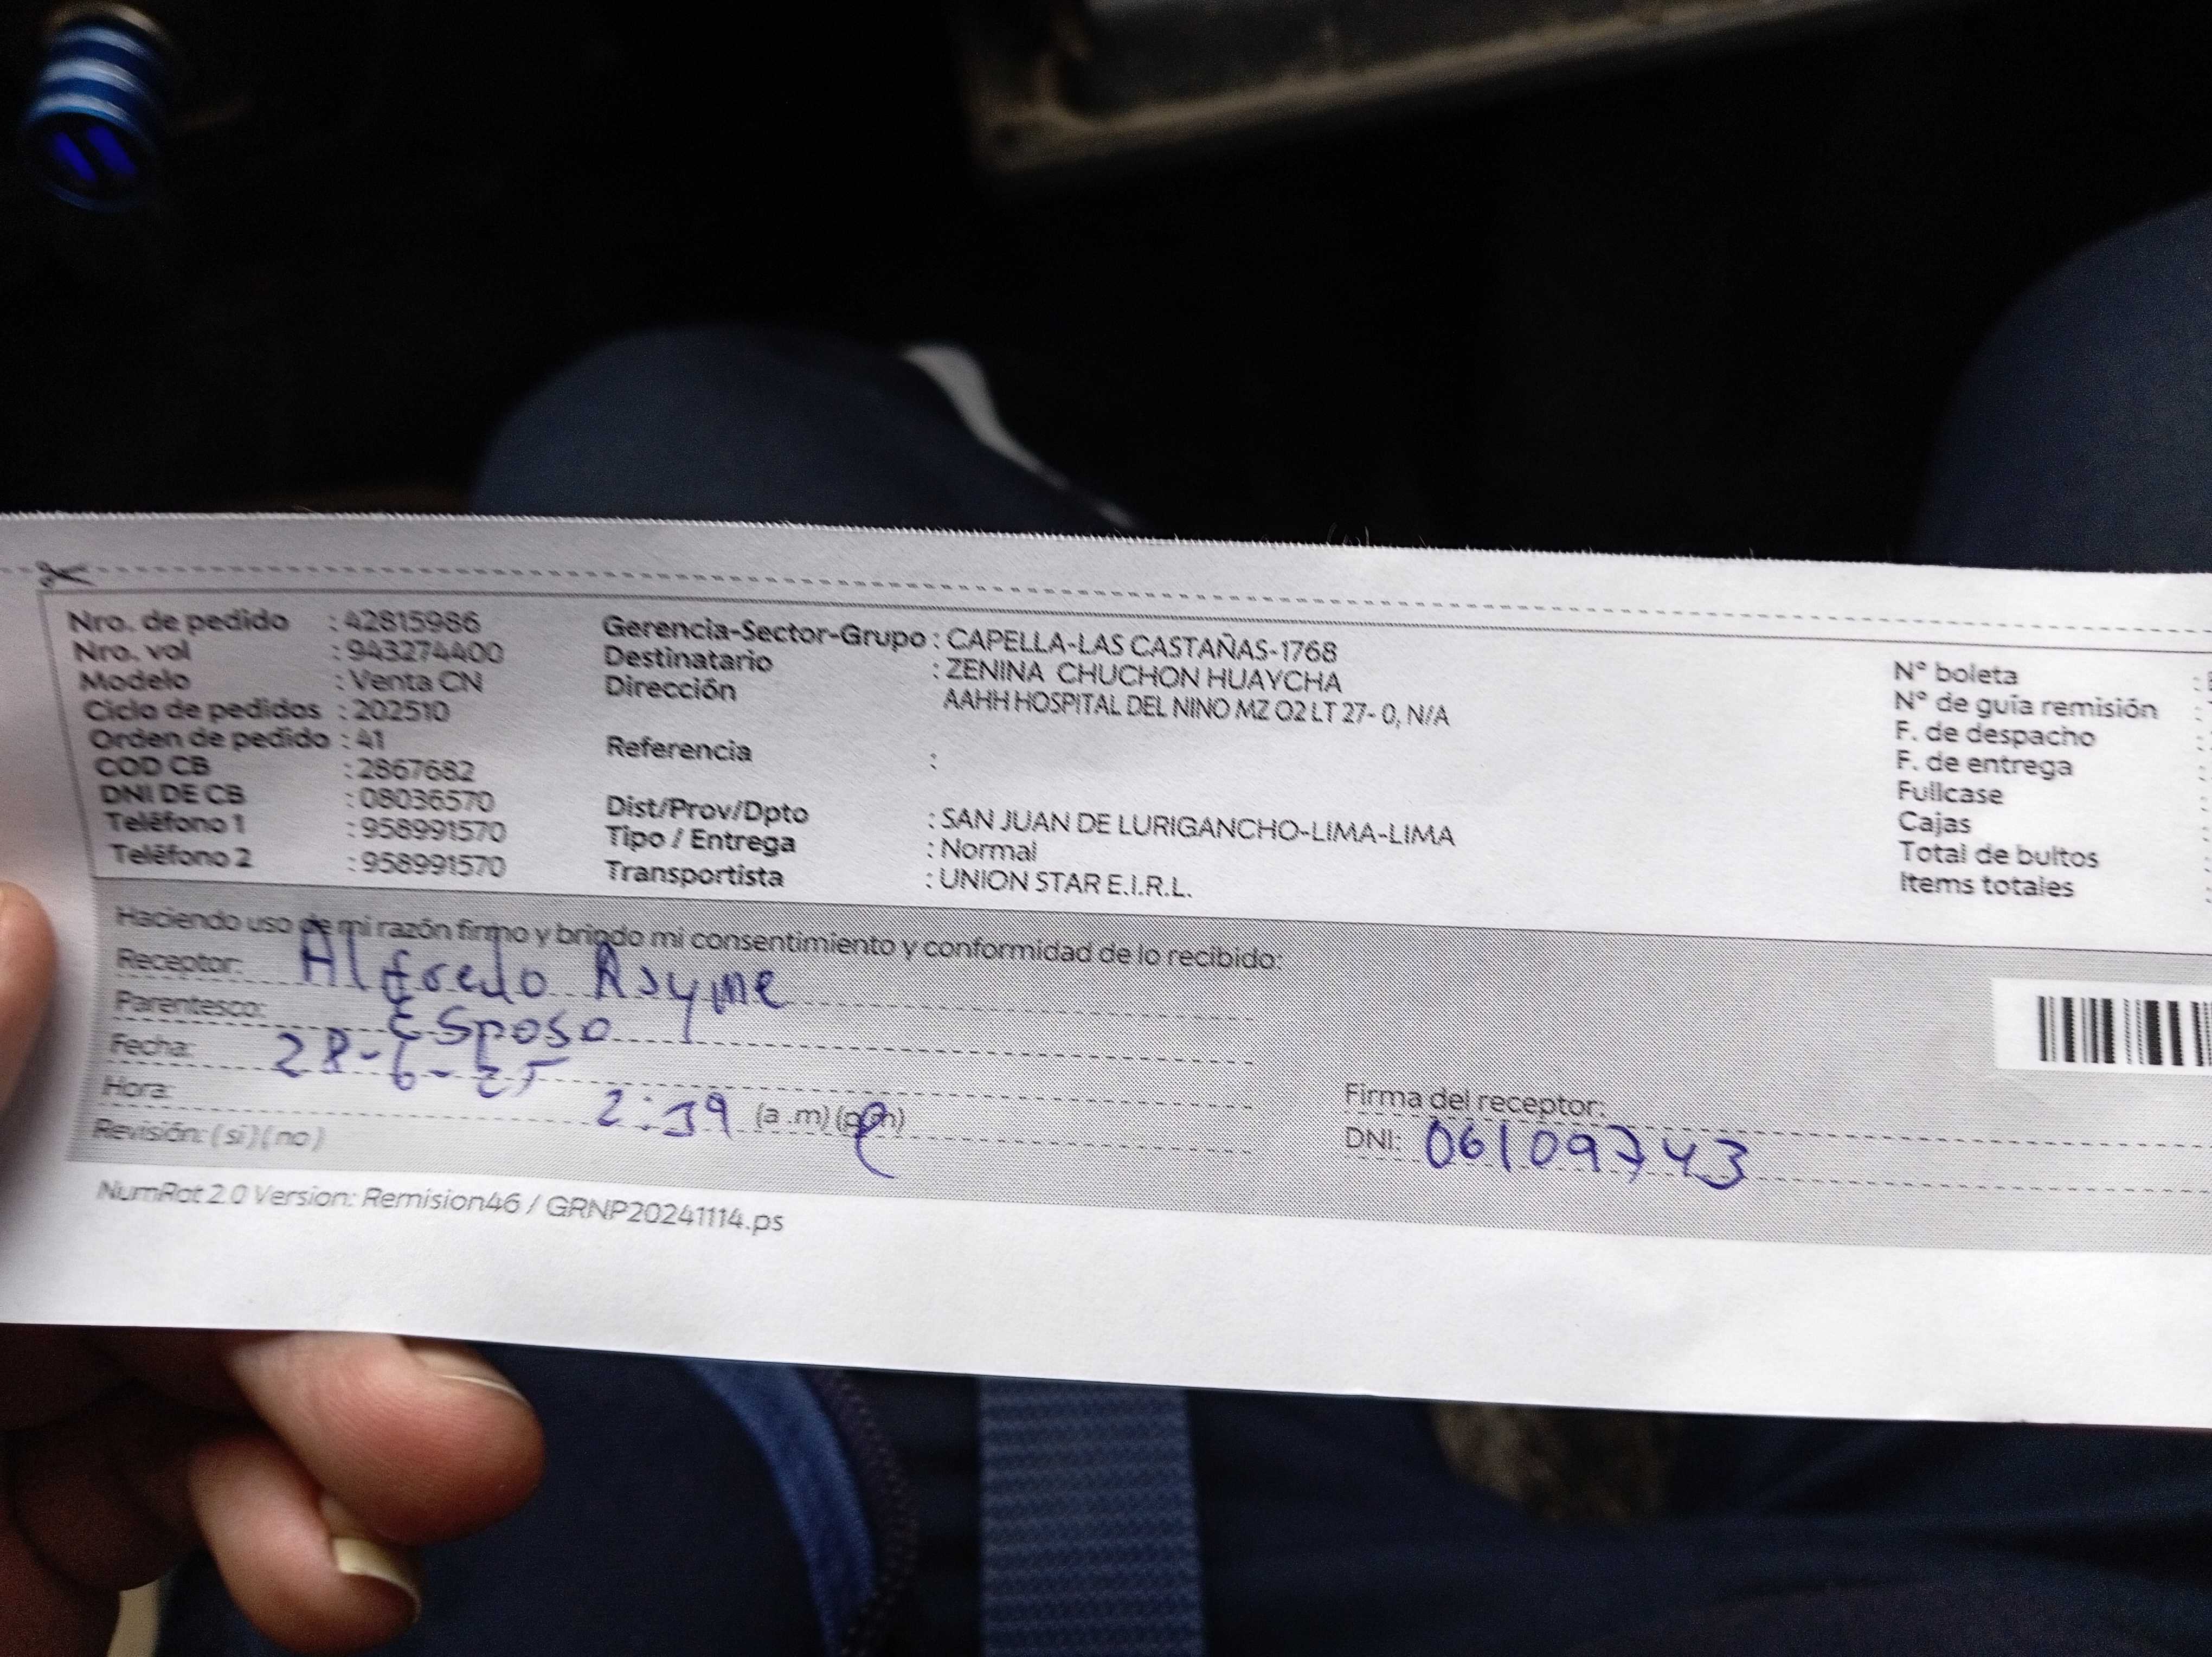 Nro. de pedido : 42815986
Nro. vol : 943274400
Modelo : Venta CN
Ciclo de pedidos : 202510
Orden de pedido : 41
COD CB : 2867682
DNI DE CB : 08036570
Teléfono 1 : 958991570
Teléfono 2 : 958991570
Gerencia-Sector-Grupo : CAPELLA-LAS CASTAÑAS-1768
Destinatario : ZENINA CHUCHON HUAYCHA
Dirección AAHH HOSPITAL DEL NINO MZ O2 LT 27- 0, N/A
Referencia :
Dist/Prov/Dpto : SAN JUAN DE LURIGANCHO-LIMA-LIMA
Tipo / Entrega : Normal
Transportista : UNION STAR E.I.R.L.
N° boleta :
N° de guía remisión :
F. de despacho :
F. de entrega :
Fullcase :
Cajas :
Total de bultos :
Items totales :
Haciendo uso de mi razón firmo y brindo mi consentimiento y conformidad de lo recibido:
Receptor: Alfredo
Parentesco: Esposo
Fecha: 28-6-25
Hora: 2:39 (a .m) (p.m)
Revisión: (si) (no)
Firma del receptor:
DNI: 06109743
NumRot 2.0 Version: Remision46 / GRNP20241114.ps